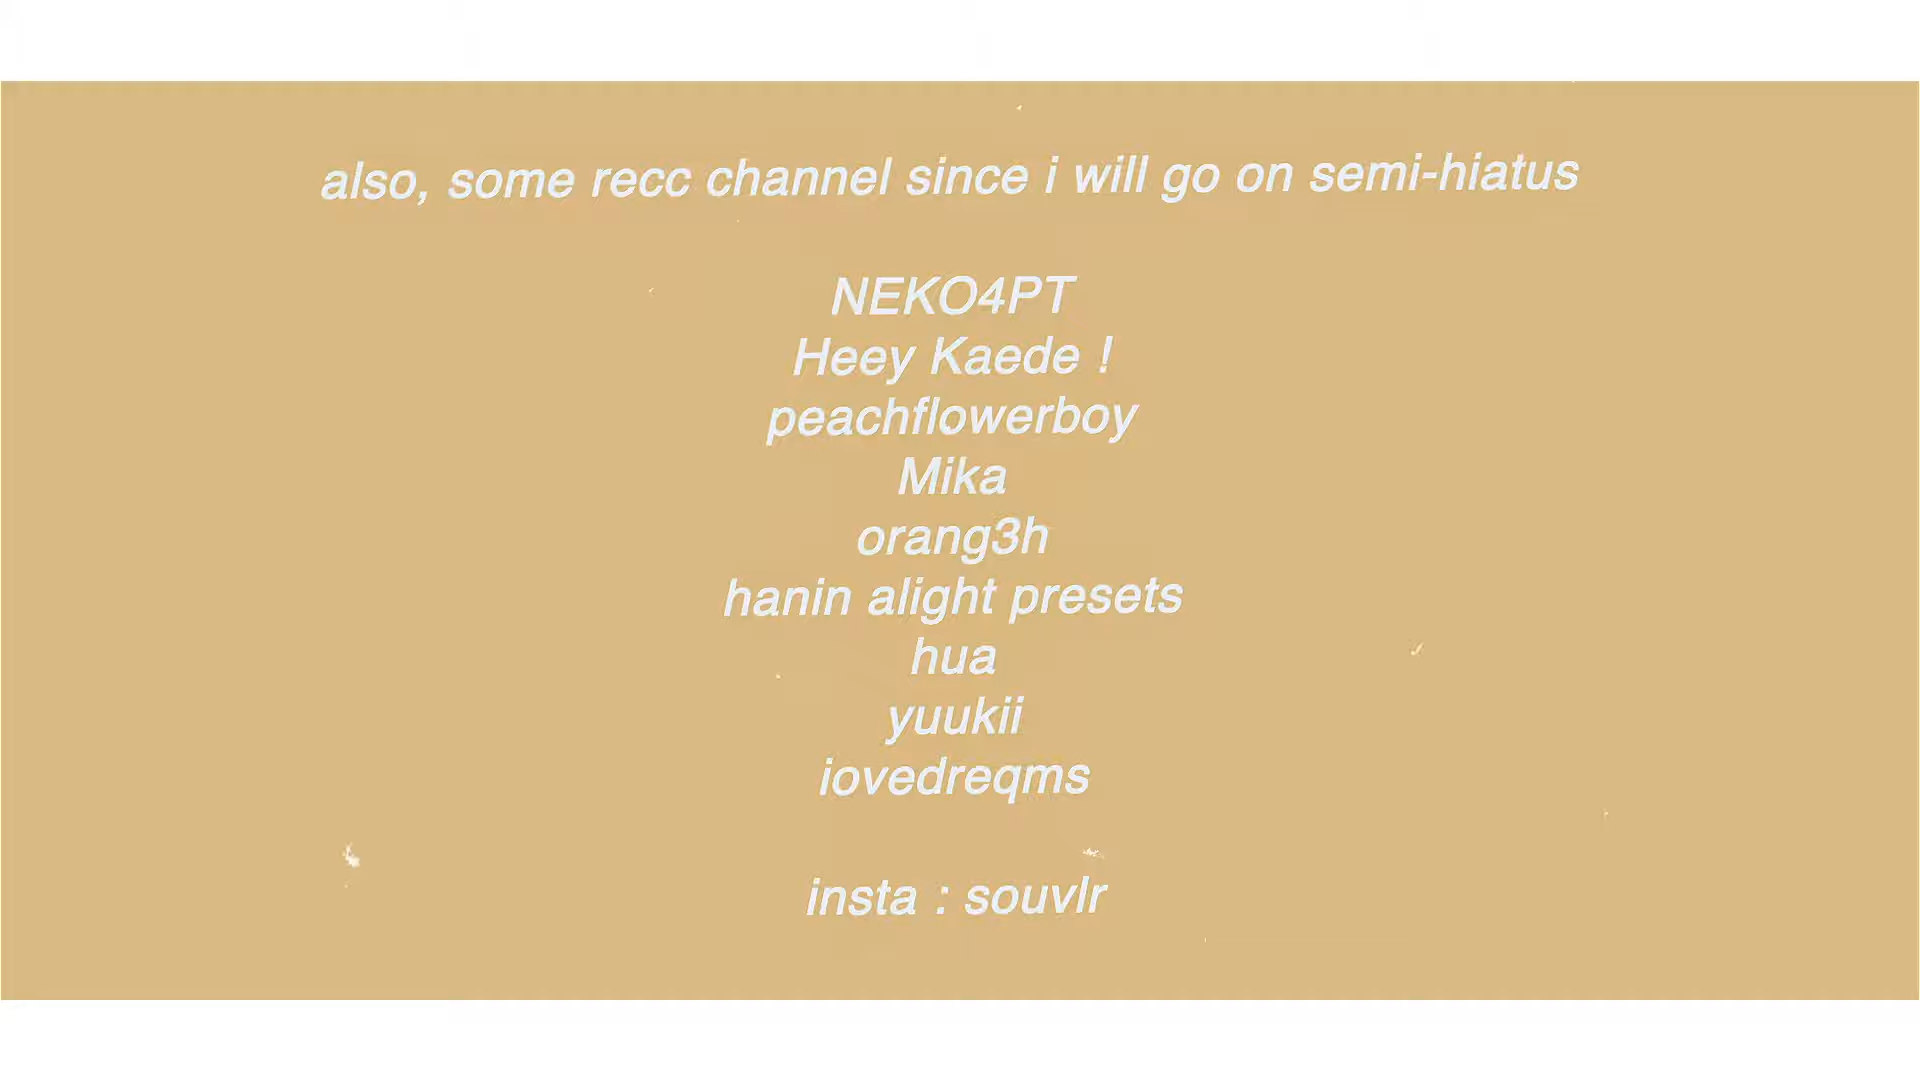 also, some recc channel since i will go on semi-hiatus
NEKO4PT
Heey Kaede !
peachflowerboy
Mika
orang3h
hanin alight presets
hua
yuukii
iovedreqms
insta : souvlr